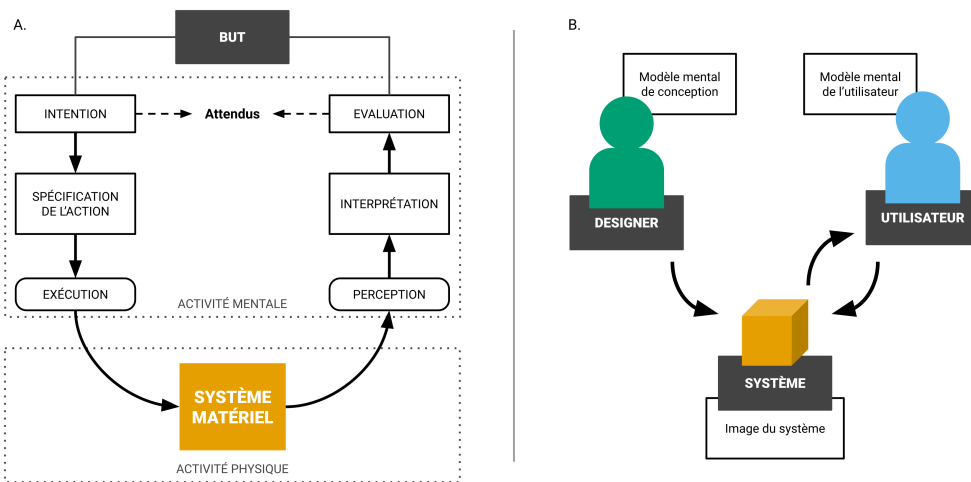 A.
BUT
INTENTION
Attendus
EVALUATION
SPÉCIFICATION
DE L'ACTION
INTERPRÉTATION
EXÉCUTION
ACTIVITÉ MENTALE
PERCEPTION
SYSTÈME
MATÉRIEL
ACTIVITÉ PHYSIQUE
B.
Modèle mental
de conception
Modèle mental
de l'utilisateur
DESIGNER
UTILISATEUR
SYSTÈME
Image du système